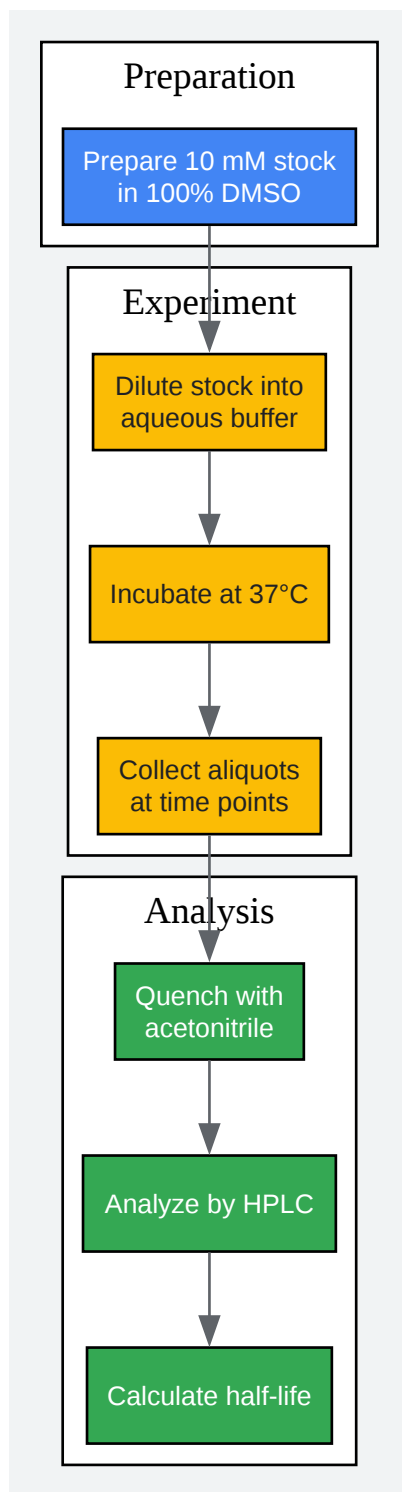 Preparation
Prepare 10 mM stock
in 100% DMSO
Experiment
Dilute stock into
aqueous buffer
Incubate at 37°C
Collect aliquots
at time points
Analysis
Quench with
acetonitrile
Analyze by HPLC
Calculate half-life